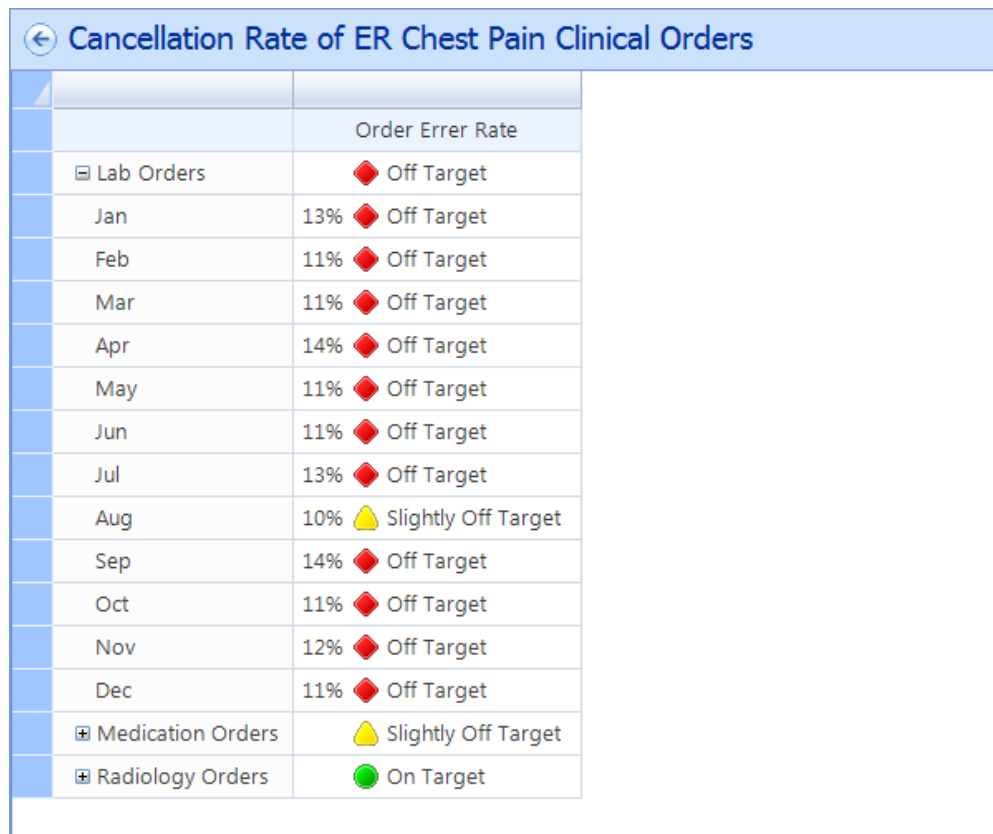 Cancellation Rate of ER Chest Pain Clinical Orders
Order Errer Rate
Lab Orders Off Target
Jan 13% Off Target
Feb 11% Off Target
Mar 11% Off Target
Apr 14% Off Target
May 11% Off Target
Jun 11% Off Target
Jul 13% Off Target
Aug 10% Slightly Off Target
Sep 14% Off Target
Oct 11% Off Target
Nov 12% Off Target
Dec 11% Off Target
Medication Orders Slightly Off Target
Radiology Orders On Target